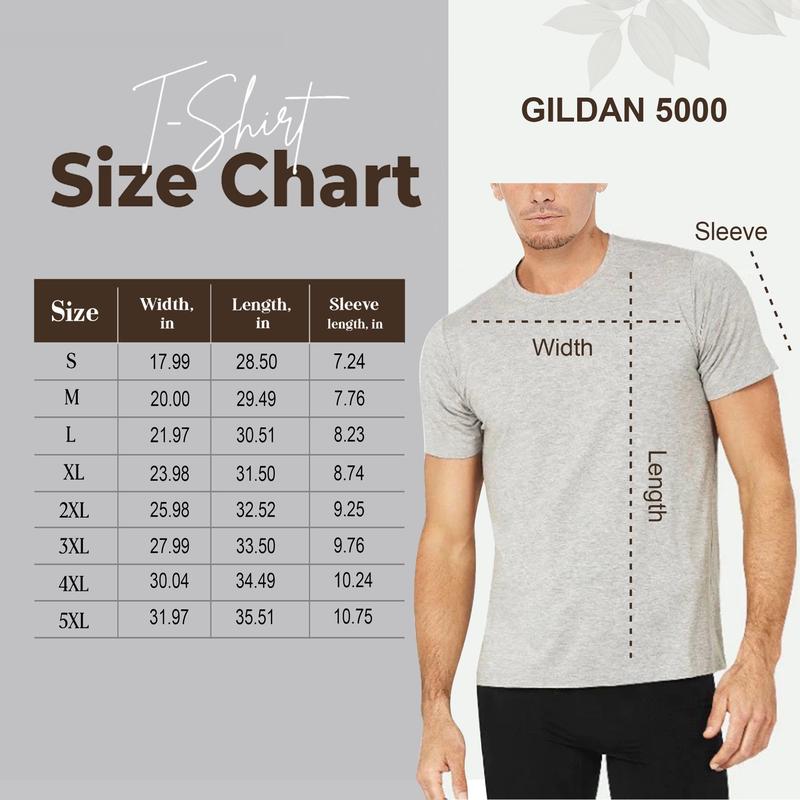 T-Shirt
Size Chart
GILDAN 5000
Sleeve
Width
Length
Size Width, in Length, in Sleeve length, in
S 17.99 28.50 7.24
M 20.00 29.49 7.76
L 21.97 30.51 8.23
XL 23.98 31.50 8.74
2XL 25.98 32.52 9.25
3XL 27.99 33.50 9.76
4XL 30.04 34.49 10.24
5XL 31.97 35.51 10.75